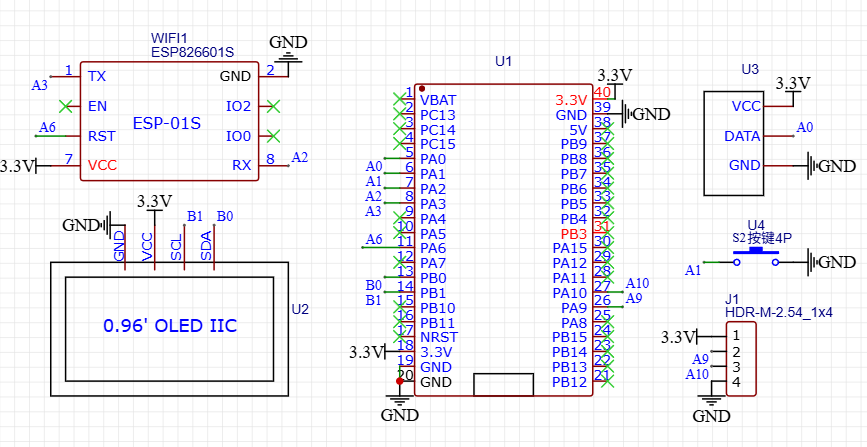 WIFI1
ESP826601S
A3 1 TX
GND 2 GND
EN
IO2
ESP-01S
A6 RST
IO0
3.3V 7 VCC
RX 8 A2
GND GND
3.3V VCC
B1 SCL
B0 SDA
0.96' OLED IIC
U2
U1
1 VBAT
2 PC13
3 PC14
4 PC15
5 PA0
A0 6 PA1
A1 7 PA2
A2 8 PA3
A3 9 PA4
10 PA5
A6 11 PA6
12 PA7
13 PB0
B0 14 PB1
B1 15 PB10
16 PB11
17 NRST
3.3V 18 3.3V
19 GND
20 GND
GND
3.3V 40 3.3V
GND 39 GND
5V 38
PB9 37
PB8 36
PB7 35
PB6 34
PB5 33
PB4 32
PB3 31
PA15 30
PA12 29
PA11 28
PA10 27 A10
PA9 26 A9
PA8 25
PB15 24
PB14 23
PB13 22
PB12 21
U3
VCC 3.3V
DATA A0
GND GND
U4
S2按键4P
A1 GND
J1
HDR-M-2.54_1x4
3.3V 1
A9 2
A10 3
4
GND